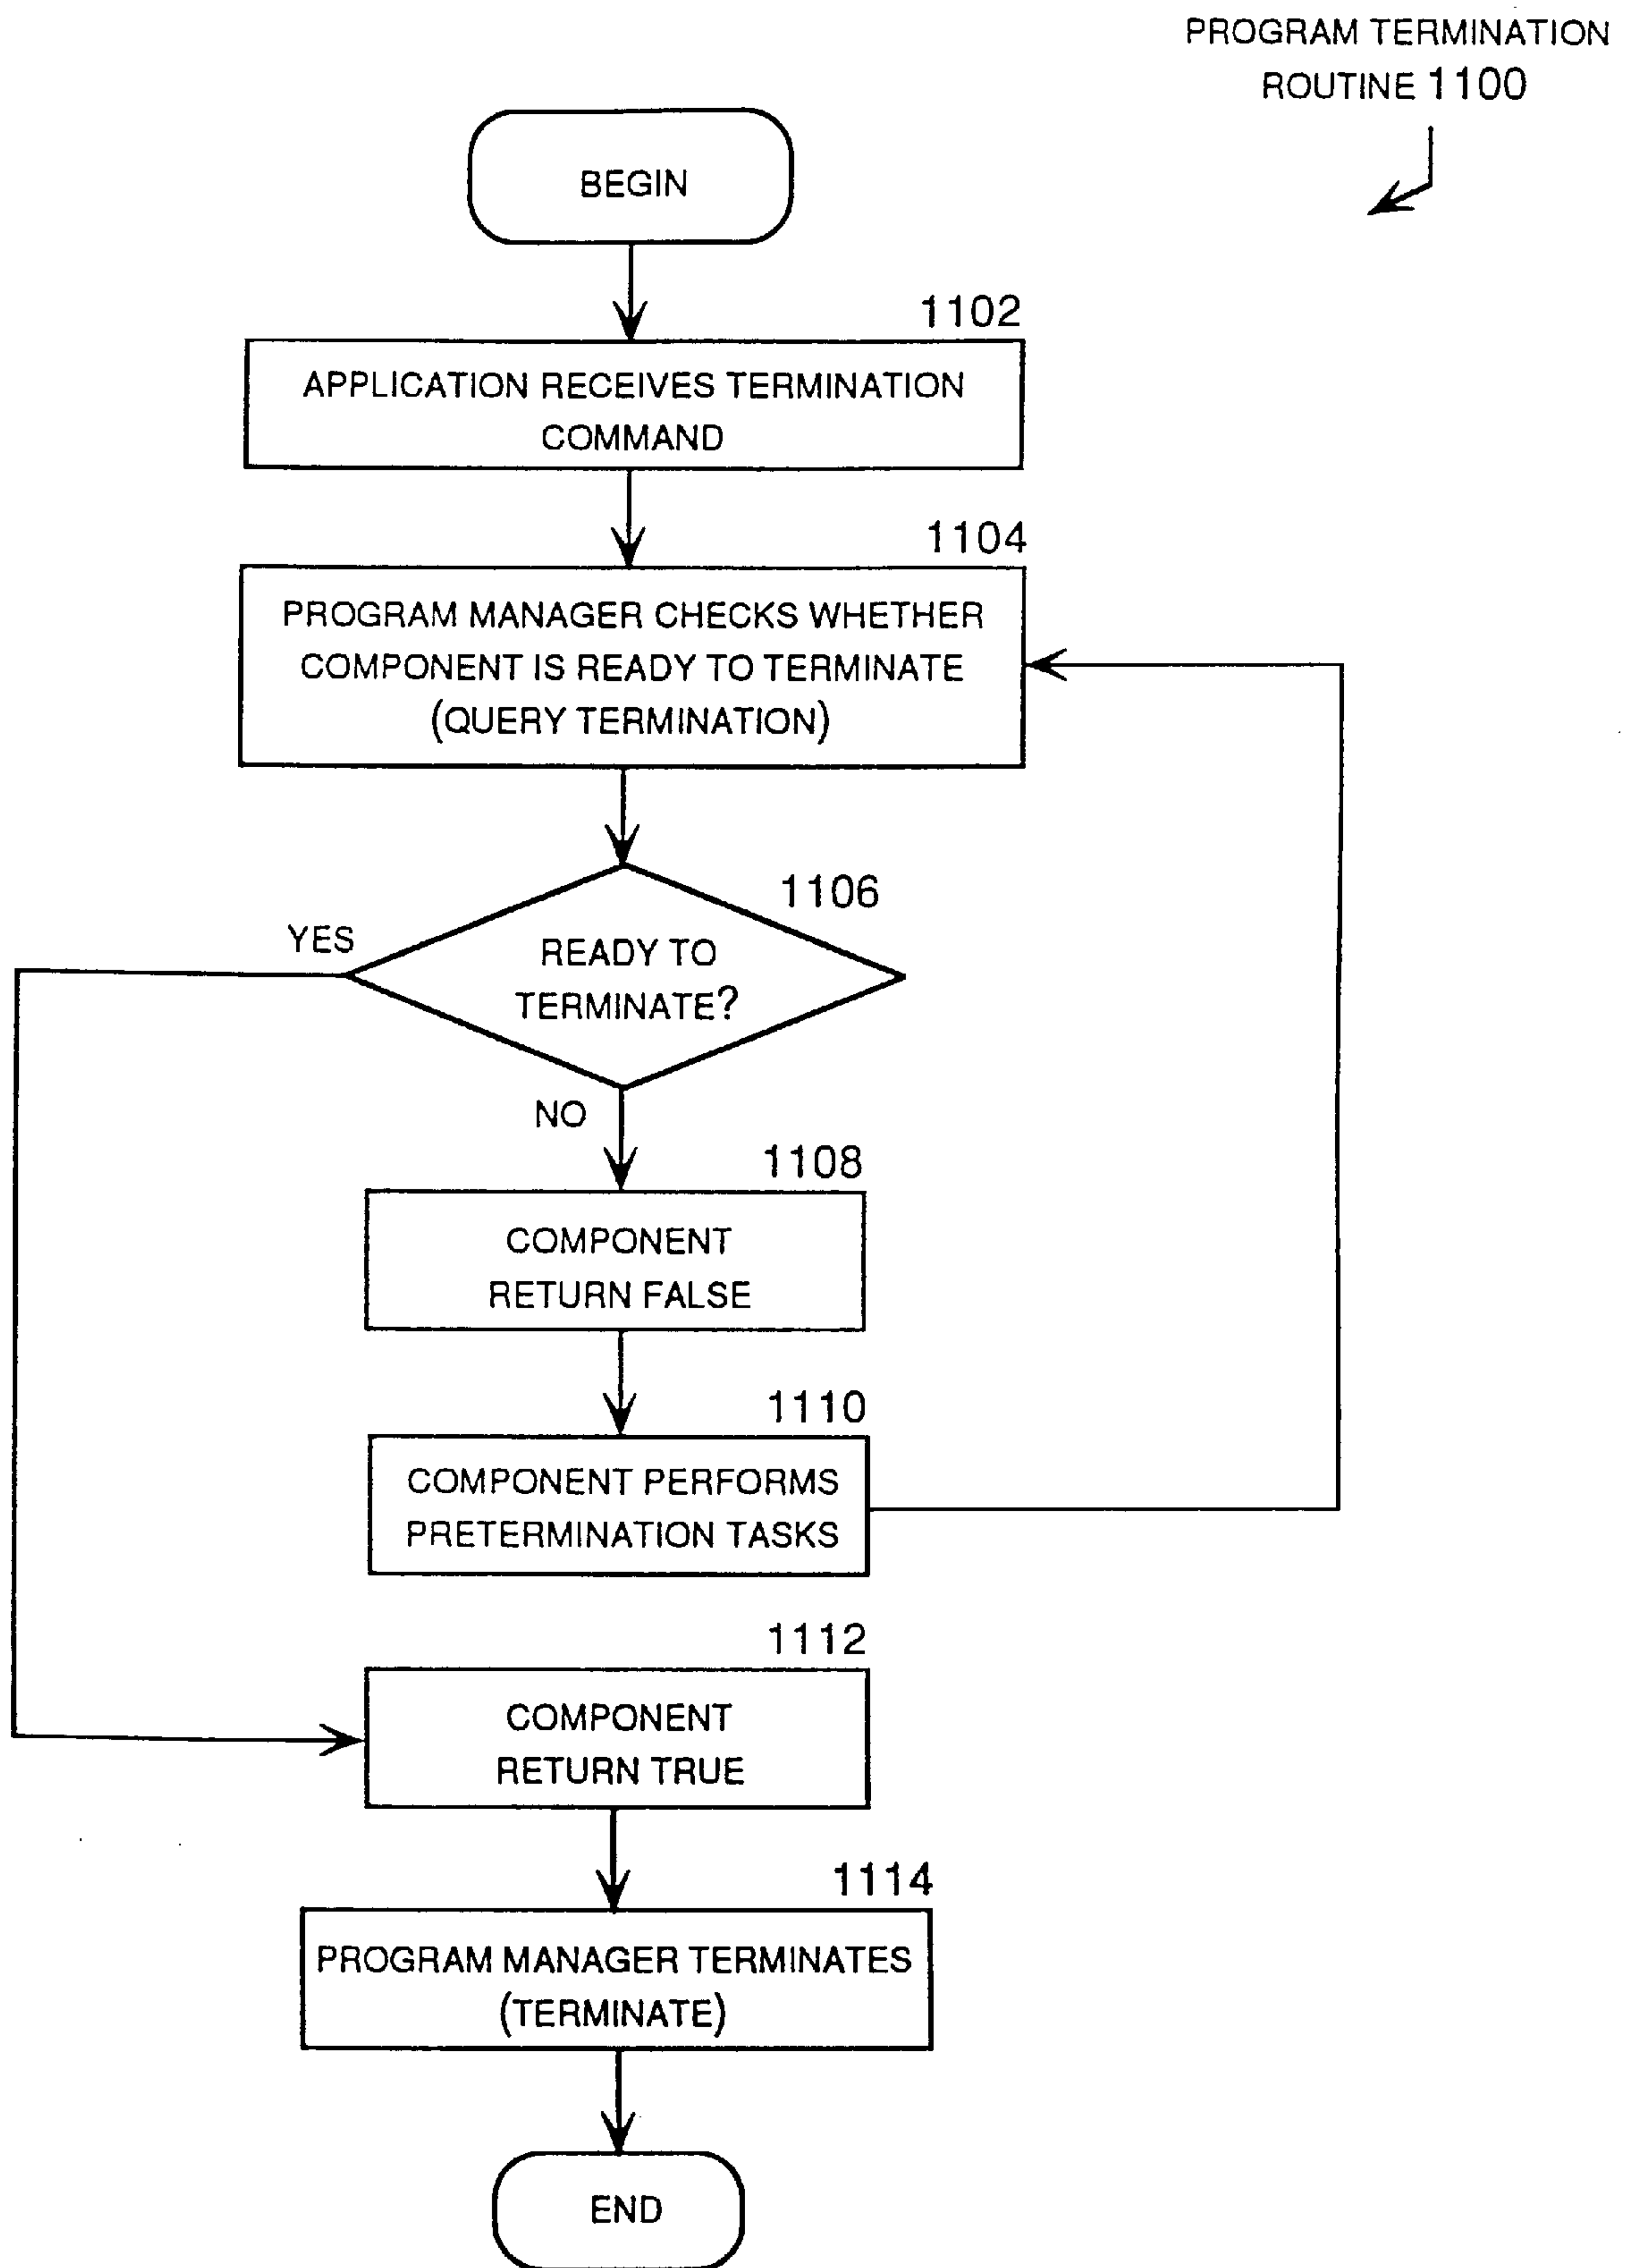 PROGRAM TERMINATION
ROUTINE 1100
BEGIN
1102
APPLICATION RECEIVES TERMINATION
COMMAND
1104
PROGRAM MANAGER CHECKS WHETHER
COMPONENT IS READY TO TERMINATE
(QUERY TERMINATION)
1106
YES
READY TO
TERMINATE?
NO
1108
COMPONENT
RETURN FALSE
1110
COMPONENT PERFORMS
PRETERMINATION TASKS
1112
COMPONENT
RETURN TRUE
1114
PROGRAM MANAGER TERMINATES
(TERMINATE)
END